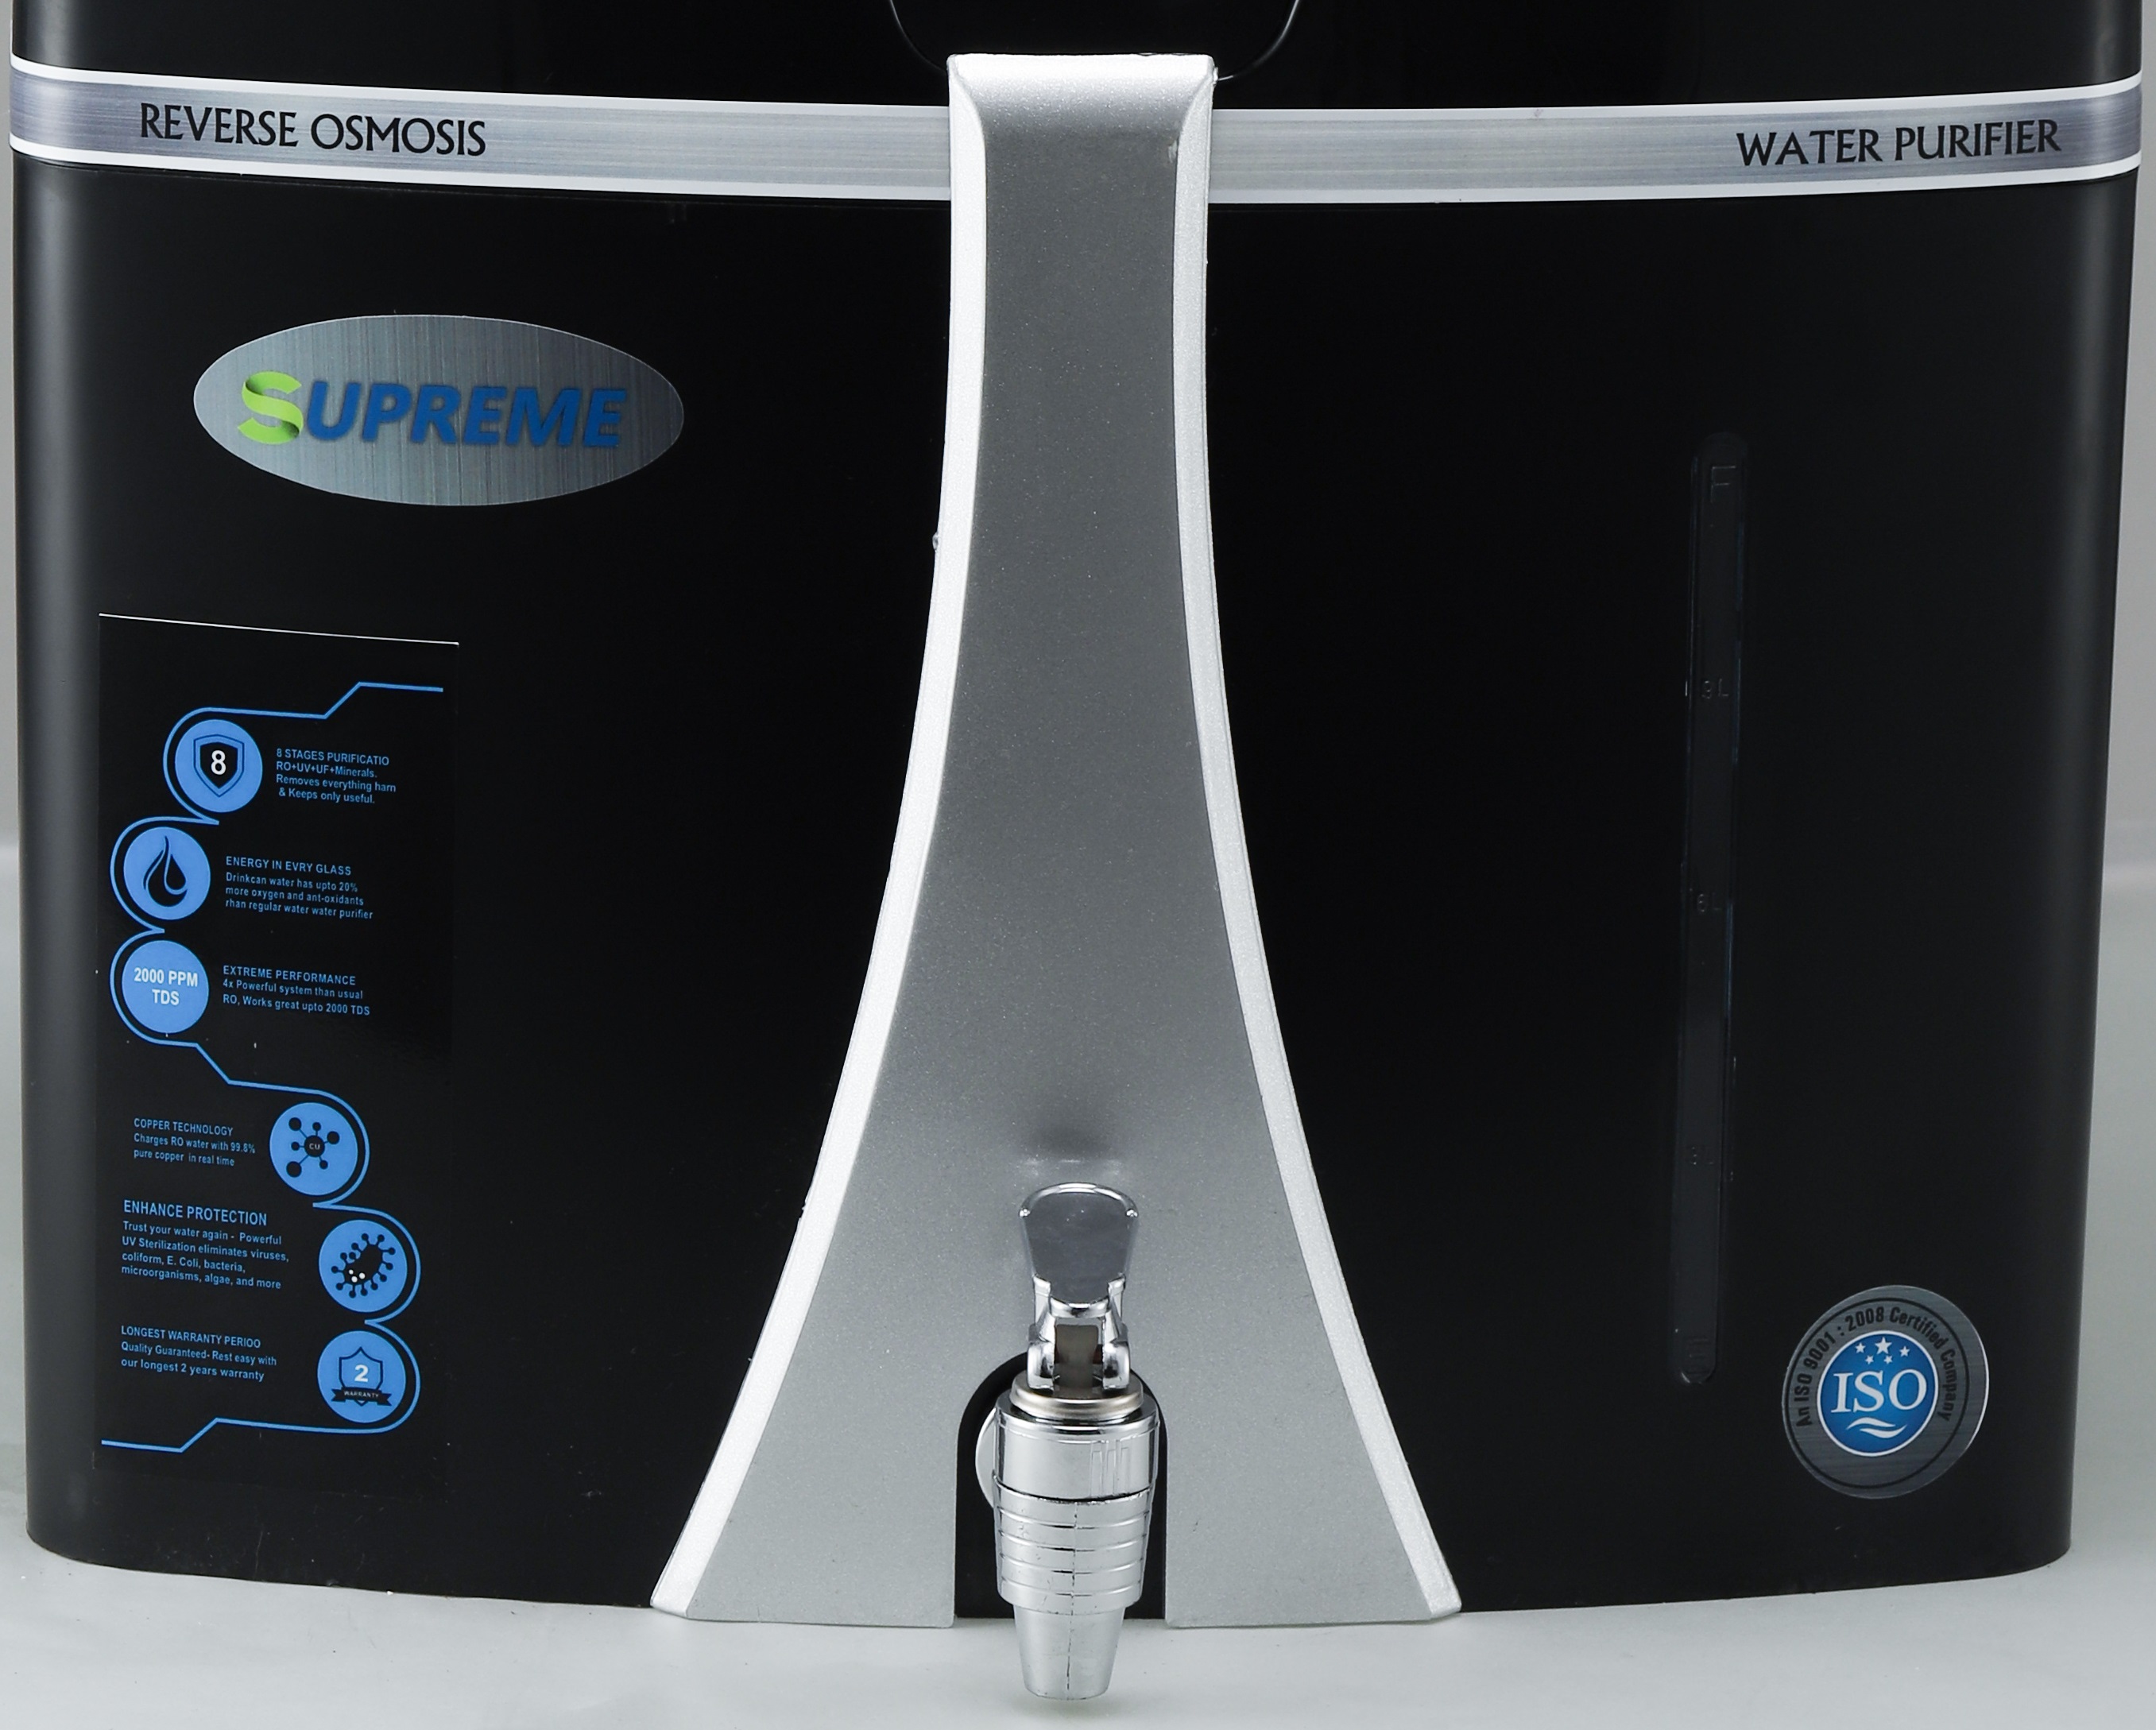 REVERSE OSMOSIS
WATER PURIFIER
SUPREME
F
9L
6L
8
8 STAGES PURIFICATIO
RO+UV+UF+Minerals.
Removes everything ham
& Keeps only useful.
ENERGY IN EVRY GLASS
Drinkcan water has upto 20%
more oxygen and ant-oxidants
rhan regular water water purifier
2000 PPM
TDS
EXTREME PERFORMANCE
4x Powerful system than usual
RO, Works great upto 2000 TDS
COPPER TECHNOLOGY
Charges RO water with 99.8%
pure copper in real time
CU
ENHANCE PROTECTION
Trust your water again - Powerful
UV Sterilization eliminates viruses,
coliform, E. Coli, bacteria,
microorganisms, algae, and more
LONGEST WARRANTY PERIOO
Quality Guaranteed- Rest easy with
our longest 2 years warranty
2
WARRANTY
An ISO 9001 : 2008 Certified Company
ISO